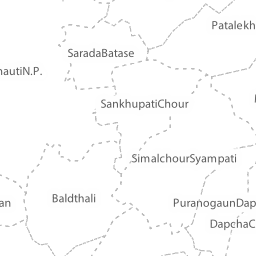 Patalekh
SaradaBatase
nautiN.P.
SankhupatiChour
SimalchourSyampati
Baldthali
an
PuranogaunDap
DapchaC